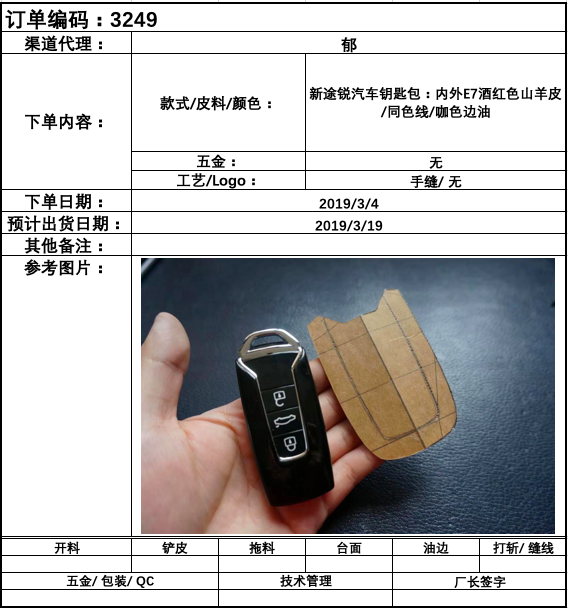 订单编码：3249
渠道代理：
郁
下单内容：
款式/皮料/颜色：
新途锐汽车钥匙包：内外E7酒红色山羊皮
/同色线/咖色边油
五金：
无
工艺/Logo：
手缝/ 无
下单日期：
2019/3/4
预计出货日期：
2019/3/19
其他备注：
参考图片：
开料
铲皮
拖料
台面
油边
打斩/ 缝线
五金/ 包装/ QC
技术管理
厂长签字